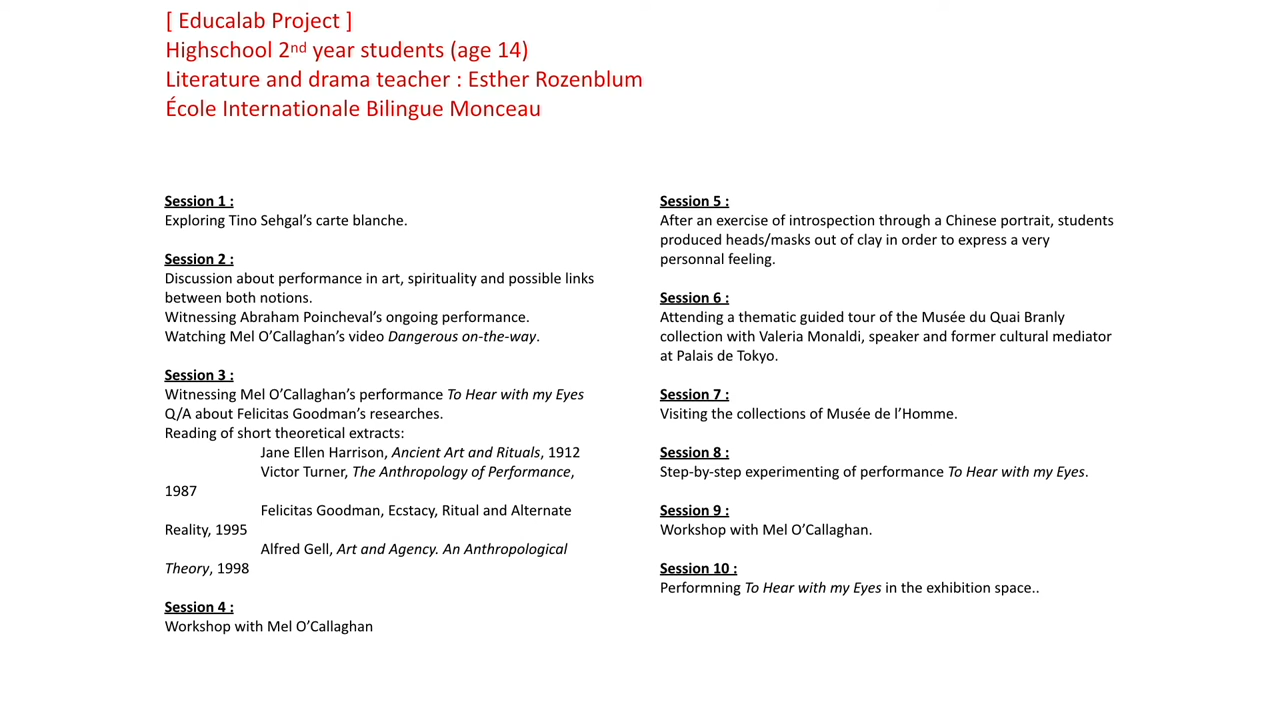 [ Educalab Project ]
Highschool 2nd year students (age 14)
Literature and drama teacher : Esther Rozenblum
École Internationale Bilingue Monceau
Session 1 :
Exploring Tino Sehgal’s carte blanche.
Session 2 :
Discussion about performance in art, spirituality and possible links
between both notions.
Witnessing Abraham Poincheval’s ongoing performance.
Watching Mel O’Callaghan’s video Dangerous on-the-way.
Session 3 :
Witnessing Mel O’Callaghan’s performance To Hear with my Eyes
Q/A about Felicitas Goodman’s researches.
Reading of short theoretical extracts:
Jane Ellen Harrison, Ancient Art and Rituals, 1912
Victor Turner, The Anthropology of Performance,
1987
Felicitas Goodman, Ecstacy, Ritual and Alternate
Reality, 1995
Alfred Gell, Art and Agency. An Anthropological
Theory, 1998
Session 4 :
Workshop with Mel O’Callaghan
Session 5 :
After an exercise of introspection through a Chinese portrait, students
produced heads/masks out of clay in order to express a very
personnal feeling.
Session 6 :
Attending a thematic guided tour of the Musée du Quai Branly
collection with Valeria Monaldi, speaker and former cultural mediator
at Palais de Tokyo.
Session 7 :
Visiting the collections of Musée de l’Homme.
Session 8 :
Step-by-step experimenting of performance To Hear with my Eyes.
Session 9 :
Workshop with Mel O’Callaghan.
Session 10 :
Performning To Hear with my Eyes in the exhibition space..